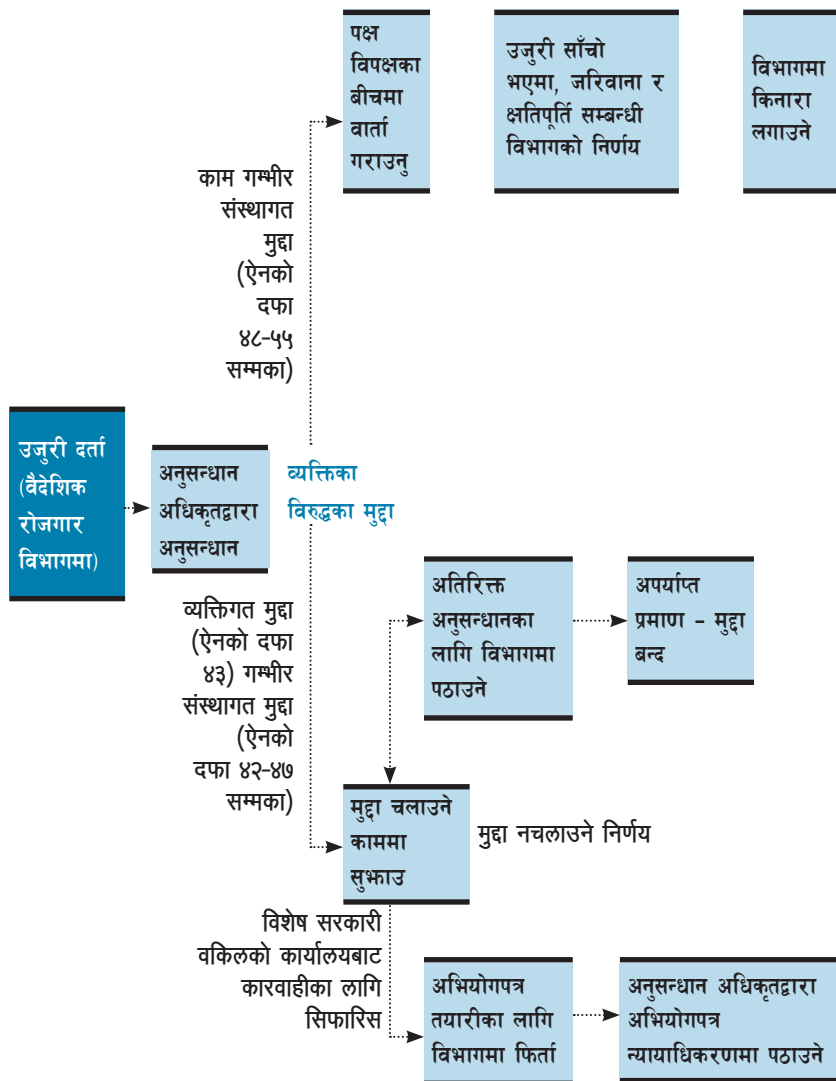 पक्ष
विपक्षका
बीचमा
वार्ता
गराउनु
उजुरी साँचो
भएमा, जरिवाना र
क्षतिपूर्ति सम्बन्धी
विभागको निर्णय
विभागमा
किनारा
लगाउने
काम गम्भीर
संस्थागत
मुद्दा
(ऐनको
दफा
४८-५५
सम्मका)
उजुरी दर्ता
(वैदेशिक
रोजगार
विभागमा)
अनुसन्धान
अधिकृतद्वारा
अनुसन्धान
व्यक्तिका
विरुद्धका मुद्दा
व्यक्तिगत मुद्दा
(ऐनको दफा
४३) गम्भीर
संस्थागत मुद्दा
(ऐनको
दफा ४२-४७
सम्मका)
अतिरिक्त
अनुसन्धानका
लागि विभागमा
पठाउने
अपर्याप्त
प्रमाण – मुद्दा
बन्द
मुद्दा चलाउने
काममा
सुझाउ
मुद्दा नचलाउने निर्णय
विशेष सरकारी
वकिलको कार्यालयबाट
कारवाहीका लागि
सिफारिस
अभियोगपत्र
तयारीका लागि
विभागमा फिर्ता
अनुसन्धान अधिकृतद्वारा
अभियोगपत्र
न्यायाधिकरणमा पठाउने